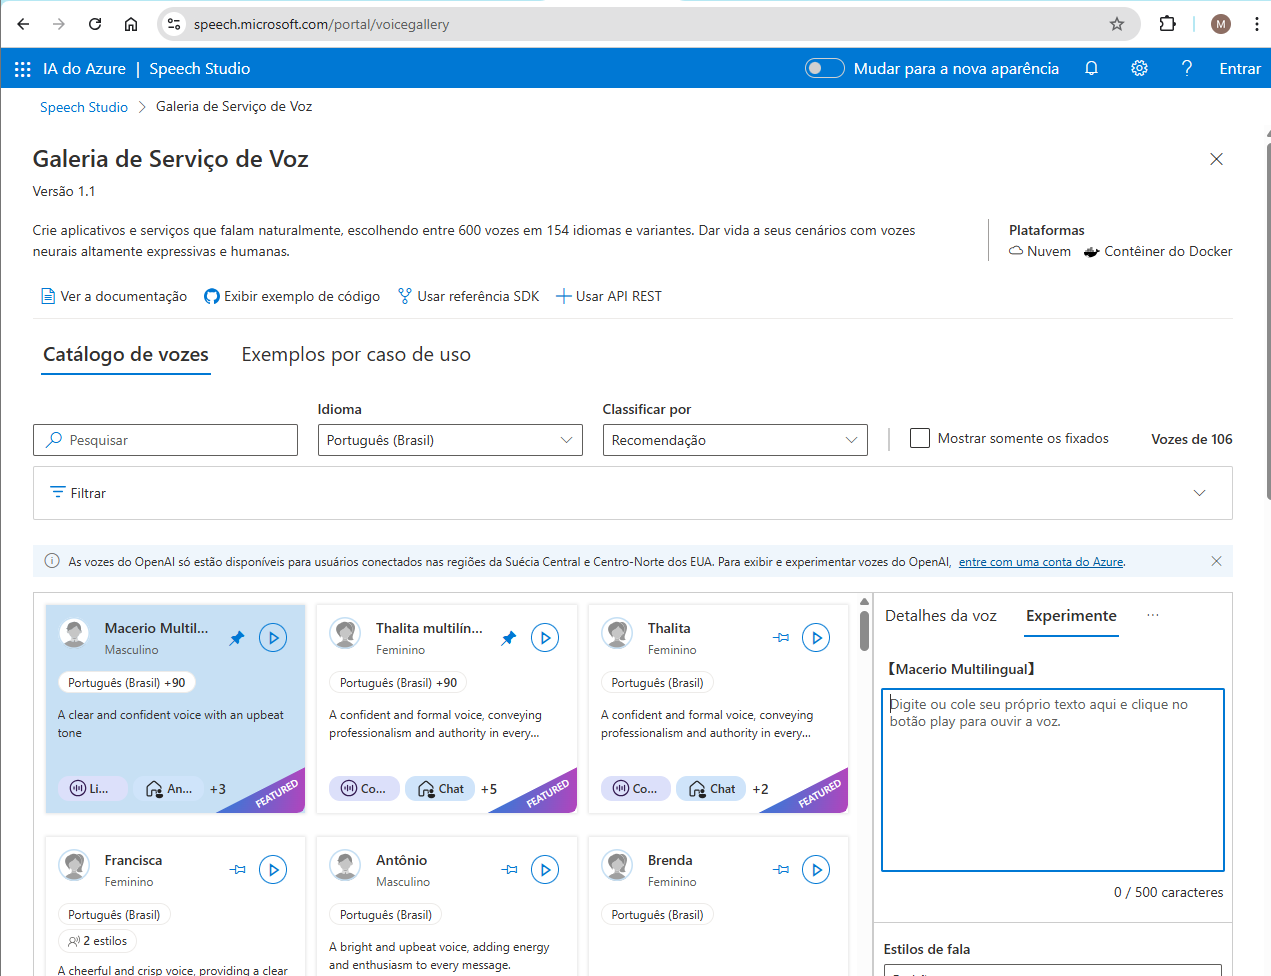 speech.microsoft.com/portal/voicegallery
M
IA do Azure | Speech Studio
Mudar para a nova aparência
Entrar
Speech Studio > Galeria de Serviço de Voz
Galeria de Serviço de Voz
Versão 1.1
Crie aplicativos e serviços que falam naturalmente, escolhendo entre 600 vozes em 154 idiomas e variantes. Dar vida a seus cenários com vozes
neurais altamente expressivas e humanas.
Plataformas
Nuvem Contêiner do Docker
Ver a documentação Exibir exemplo de código Usar referência SDK Usar API REST
Catálogo de vozes Exemplos por caso de uso
Idioma
Classificar por
Pesquisar
Português (Brasil)
Recomendação
Mostrar somente os fixados
Vozes de 106
Filtrar
As vozes do OpenAI só estão disponíveis para usuários conectados nas regiões da Suécia Central e Centro-Norte dos EUA. Para exibir e experimentar vozes do OpenAI, entre com uma conta do Azure.
Macerio Multil...
Masculino
Português (Brasil) +90
A clear and confident voice with an upbeat
tone
Li... An... +3
FEATURED
Thalita multilín...
Feminino
Português (Brasil) +90
A confident and formal voice, conveying
professionalism and authority in every...
Co... Chat +5
FEATURED
Thalita
Feminino
Português (Brasil)
A confident and formal voice, conveying
professionalism and authority in every...
Co... Chat +2
FEATURED
Francisca
Feminino
Português (Brasil)
2 estilos
A cheerful and crisp voice, providing a clear
Antônio
Masculino
Português (Brasil)
A bright and upbeat voice, adding energy
and enthusiasm to every message.
Brenda
Feminino
Português (Brasil)
Detalhes da voz Experimente ...
【Macerio Multilingual】
Digite ou cole seu próprio texto aqui e clique no
botão play para ouvir a voz.
0 / 500 caracteres
Estilos de fala